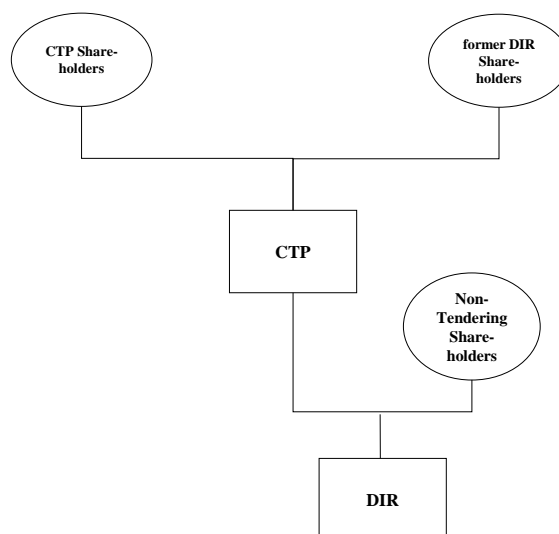 CTP Share-
holders
former DIR
Share-
holders
CTP
Non-
Tendering
Share-
holders
DIR